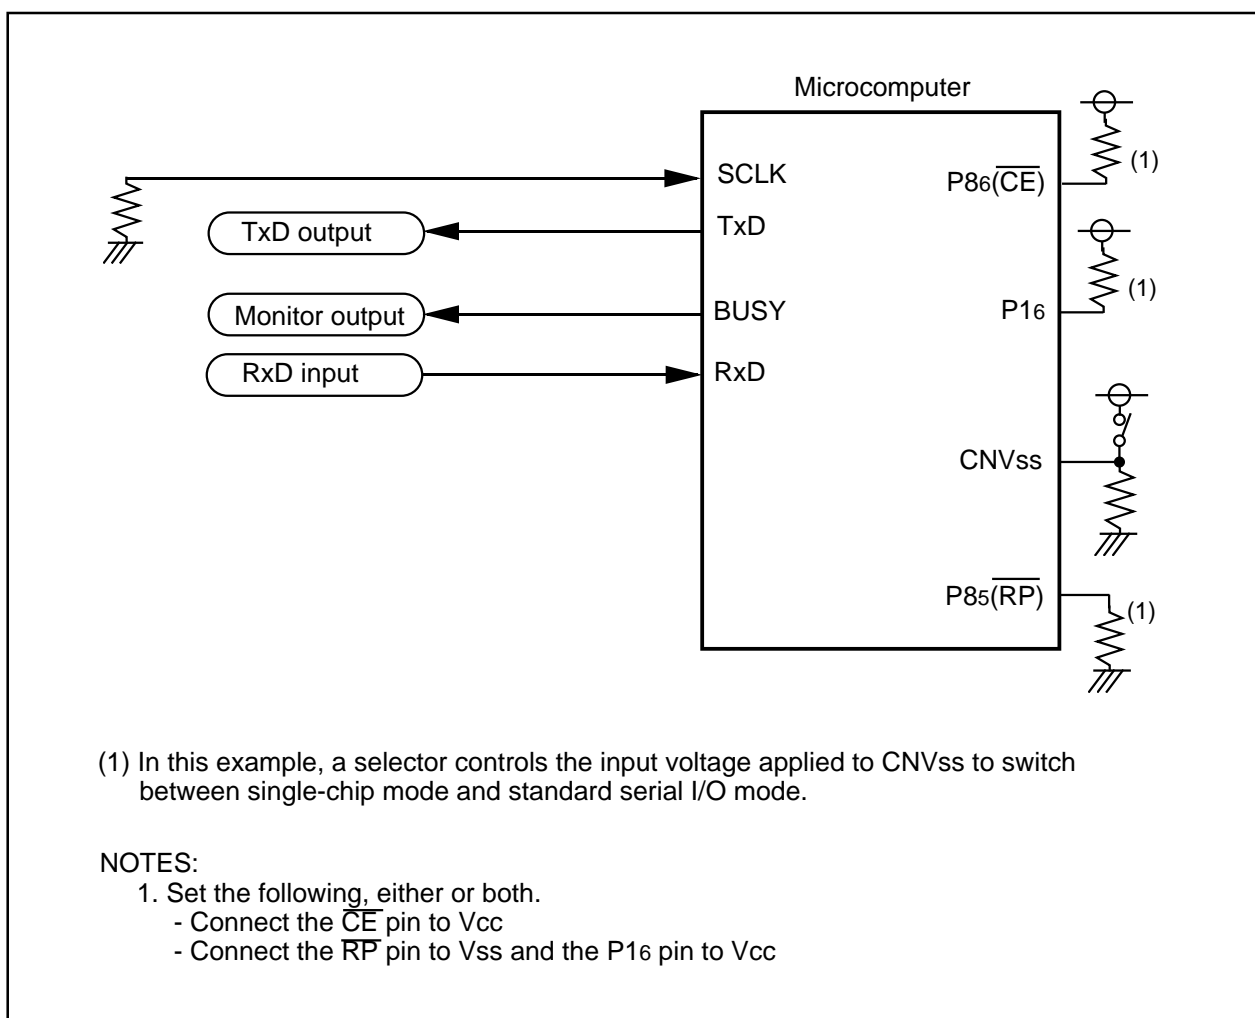 Microcomputer
SCLK
P86(CE)
(1)
TxD output
TxD
Monitor output
BUSY
P16
(1)
RxD input
RxD
CNVss
P85(RP)
(1)
(1) In this example, a selector controls the input voltage applied to CNVss to switch
between single-chip mode and standard serial I/O mode.
NOTES:
1. Set the following, either or both.
- Connect the CE pin to Vcc
- Connect the RP pin to Vss and the P16 pin to Vcc